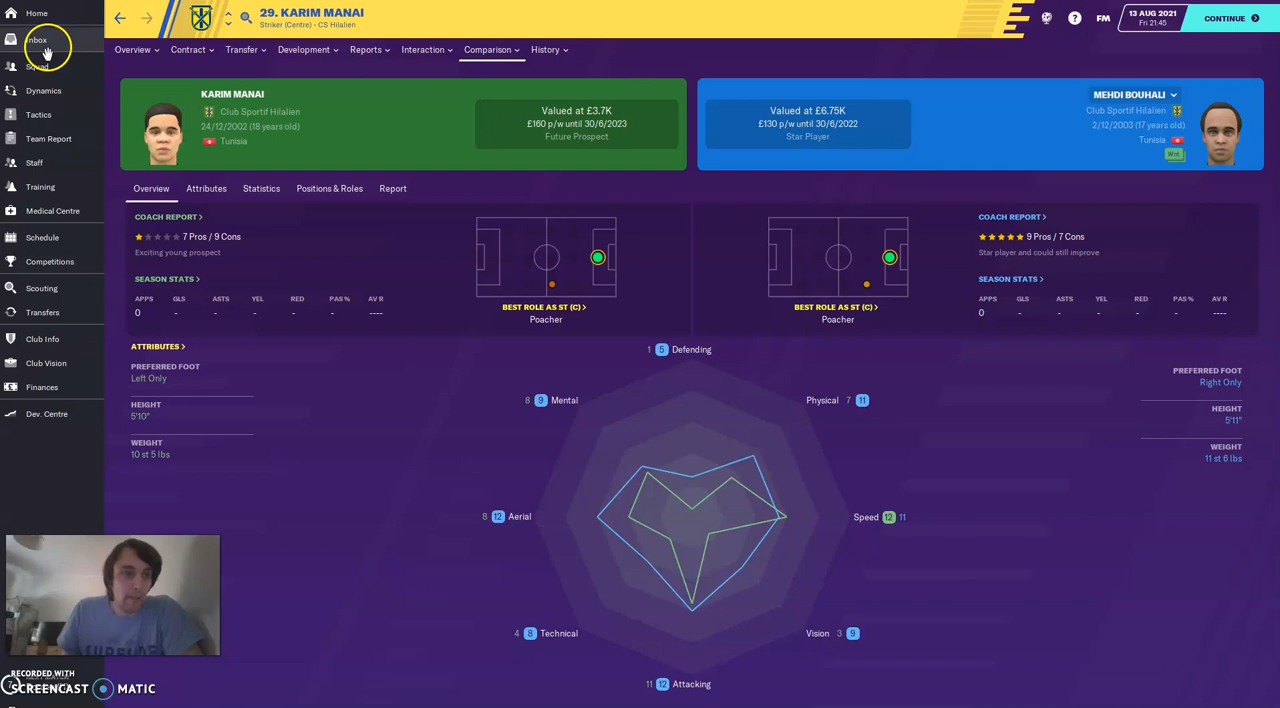 Home
Inbox
Squad
Dynamics
Tactics
Team Report
Staff
Training
Medical Centre
Schedule
Competitions
Scouting
Transfers
Club Info
Club Vision
Finances
Dev. Centre
29. KARIM MANAI
Striker (Centre) - CS Hilalien
FM
13 AUG 2021
Fri 21:45
CONTINUE
Overview
Contract
Transfer
Development
Reports
Interaction
Comparison
History
KARIM MANAI
Club Sportif Hilalien
24/12/2002 (18 years old)
Tunisia
Valued at £3.7K
£160 p/w until 30/6/2023
Future Prospect
Valued at £6.75K
£130 p/w until 30/6/2022
Star Player
MEHDI BOUHALI
Club Sportif Hilalien
2/12/2003 (17 years old)
Tunisia
Wnt
Overview
Attributes
Statistics
Positions & Roles
Report
COACH REPORT >
7 Pros / 9 Cons
Exciting young prospect
SEASON STATS >
APPS GLS ASTS YEL RED PAS % AV R
0 - - - - - ----
BEST ROLE AS ST (C) >
Poacher
BEST ROLE AS ST (C) >
Poacher
COACH REPORT >
9 Pros / 7 Cons
Star player and could still improve
SEASON STATS >
APPS GLS ASTS YEL RED PAS % AV R
0 - - - - - ----
ATTRIBUTES >
PREFERRED FOOT
Left Only
HEIGHT
5'10"
WEIGHT
10 st 5 lbs
1 5 Defending
8 9 Mental
Physical 7 11
8 12 Aerial
Speed 12 11
4 8 Technical
Vision 3 9
11 12 Attacking
PREFERRED FOOT
Right Only
HEIGHT
5'11"
WEIGHT
11 st 6 lbs
RECORDED WITH
SCREENCAST MATIC